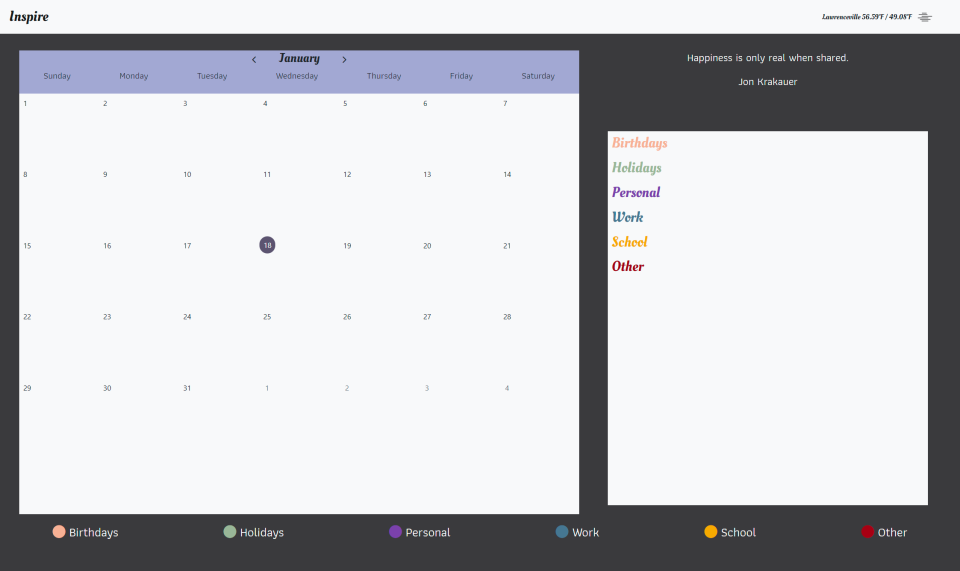 Inspire
Lawrenceville 56.59°F / 49.08°F
January
Sunday Monday Tuesday Wednesday Thursday Friday Saturday
1 2 3 4 5 6 7
8 9 10 11 12 13 14
15 16 17 18 19 20 21
22 23 24 25 26 27 28
29 30 31 1 2 3 4
Happiness is only real when shared.
Jon Krakauer
Birthdays
Holidays
Personal
Work
School
Other
Birthdays Holidays Personal Work School Other